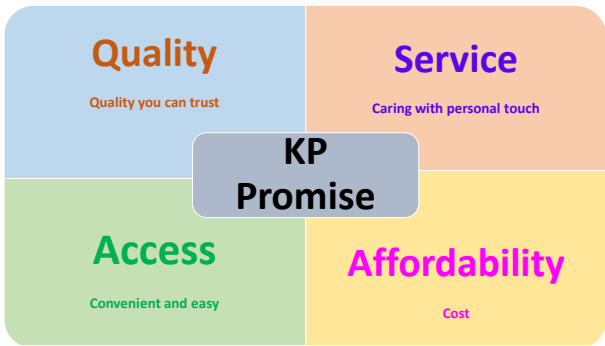 Quality
Quality you can trust
Service
Caring with personal touch
KP
Promise
Access
Convenient and easy
Affordability
Cost